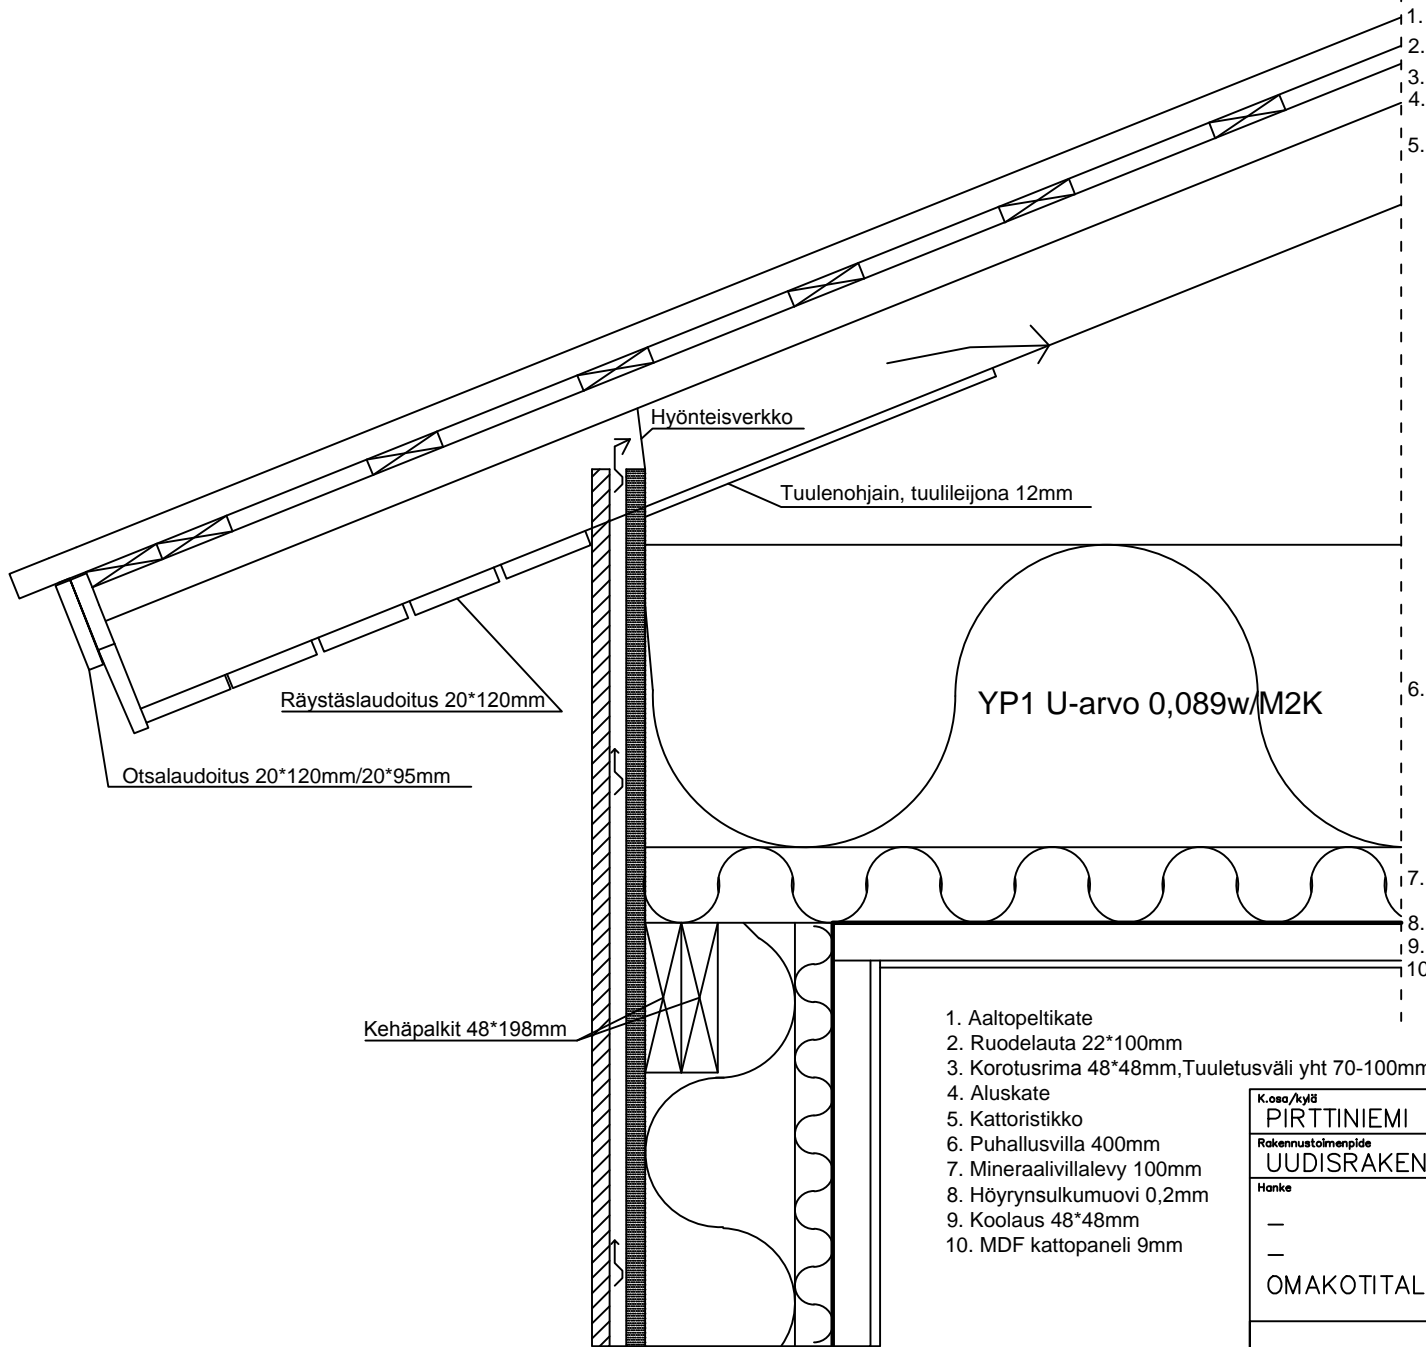 1.
2.
3.
4.
5.
Hyönteisverkko
Tuulenohjain, tuulileijona 12mm
Räystäslaudoitus 20*120mm
YP1 U-arvo 0,089w/M2K
6.
Otsalaudoitus 20*120mm/20*95mm
7.
8.
9.
10
Kehäpalkit 48*198mm
1. Aaltopeltikate
2. Ruodelauta 22*100mm
3. Korotusrima 48*48mm,Tuuletusväli yht 70-100mm
4. Aluskate
5. Kattoristikko
6. Puhallusvilla 400mm
7. Mineraalivillalevy 100mm
8. Höyrynsulkumuovi 0,2mm
9. Koolaus 48*48mm
10. MDF kattopaneli 9mm
K.osa/kylä
PIRTTINIEMI
Rakennustoimenpide
UUDISRAKEN
Hanke
–
–
OMAKOTITAL